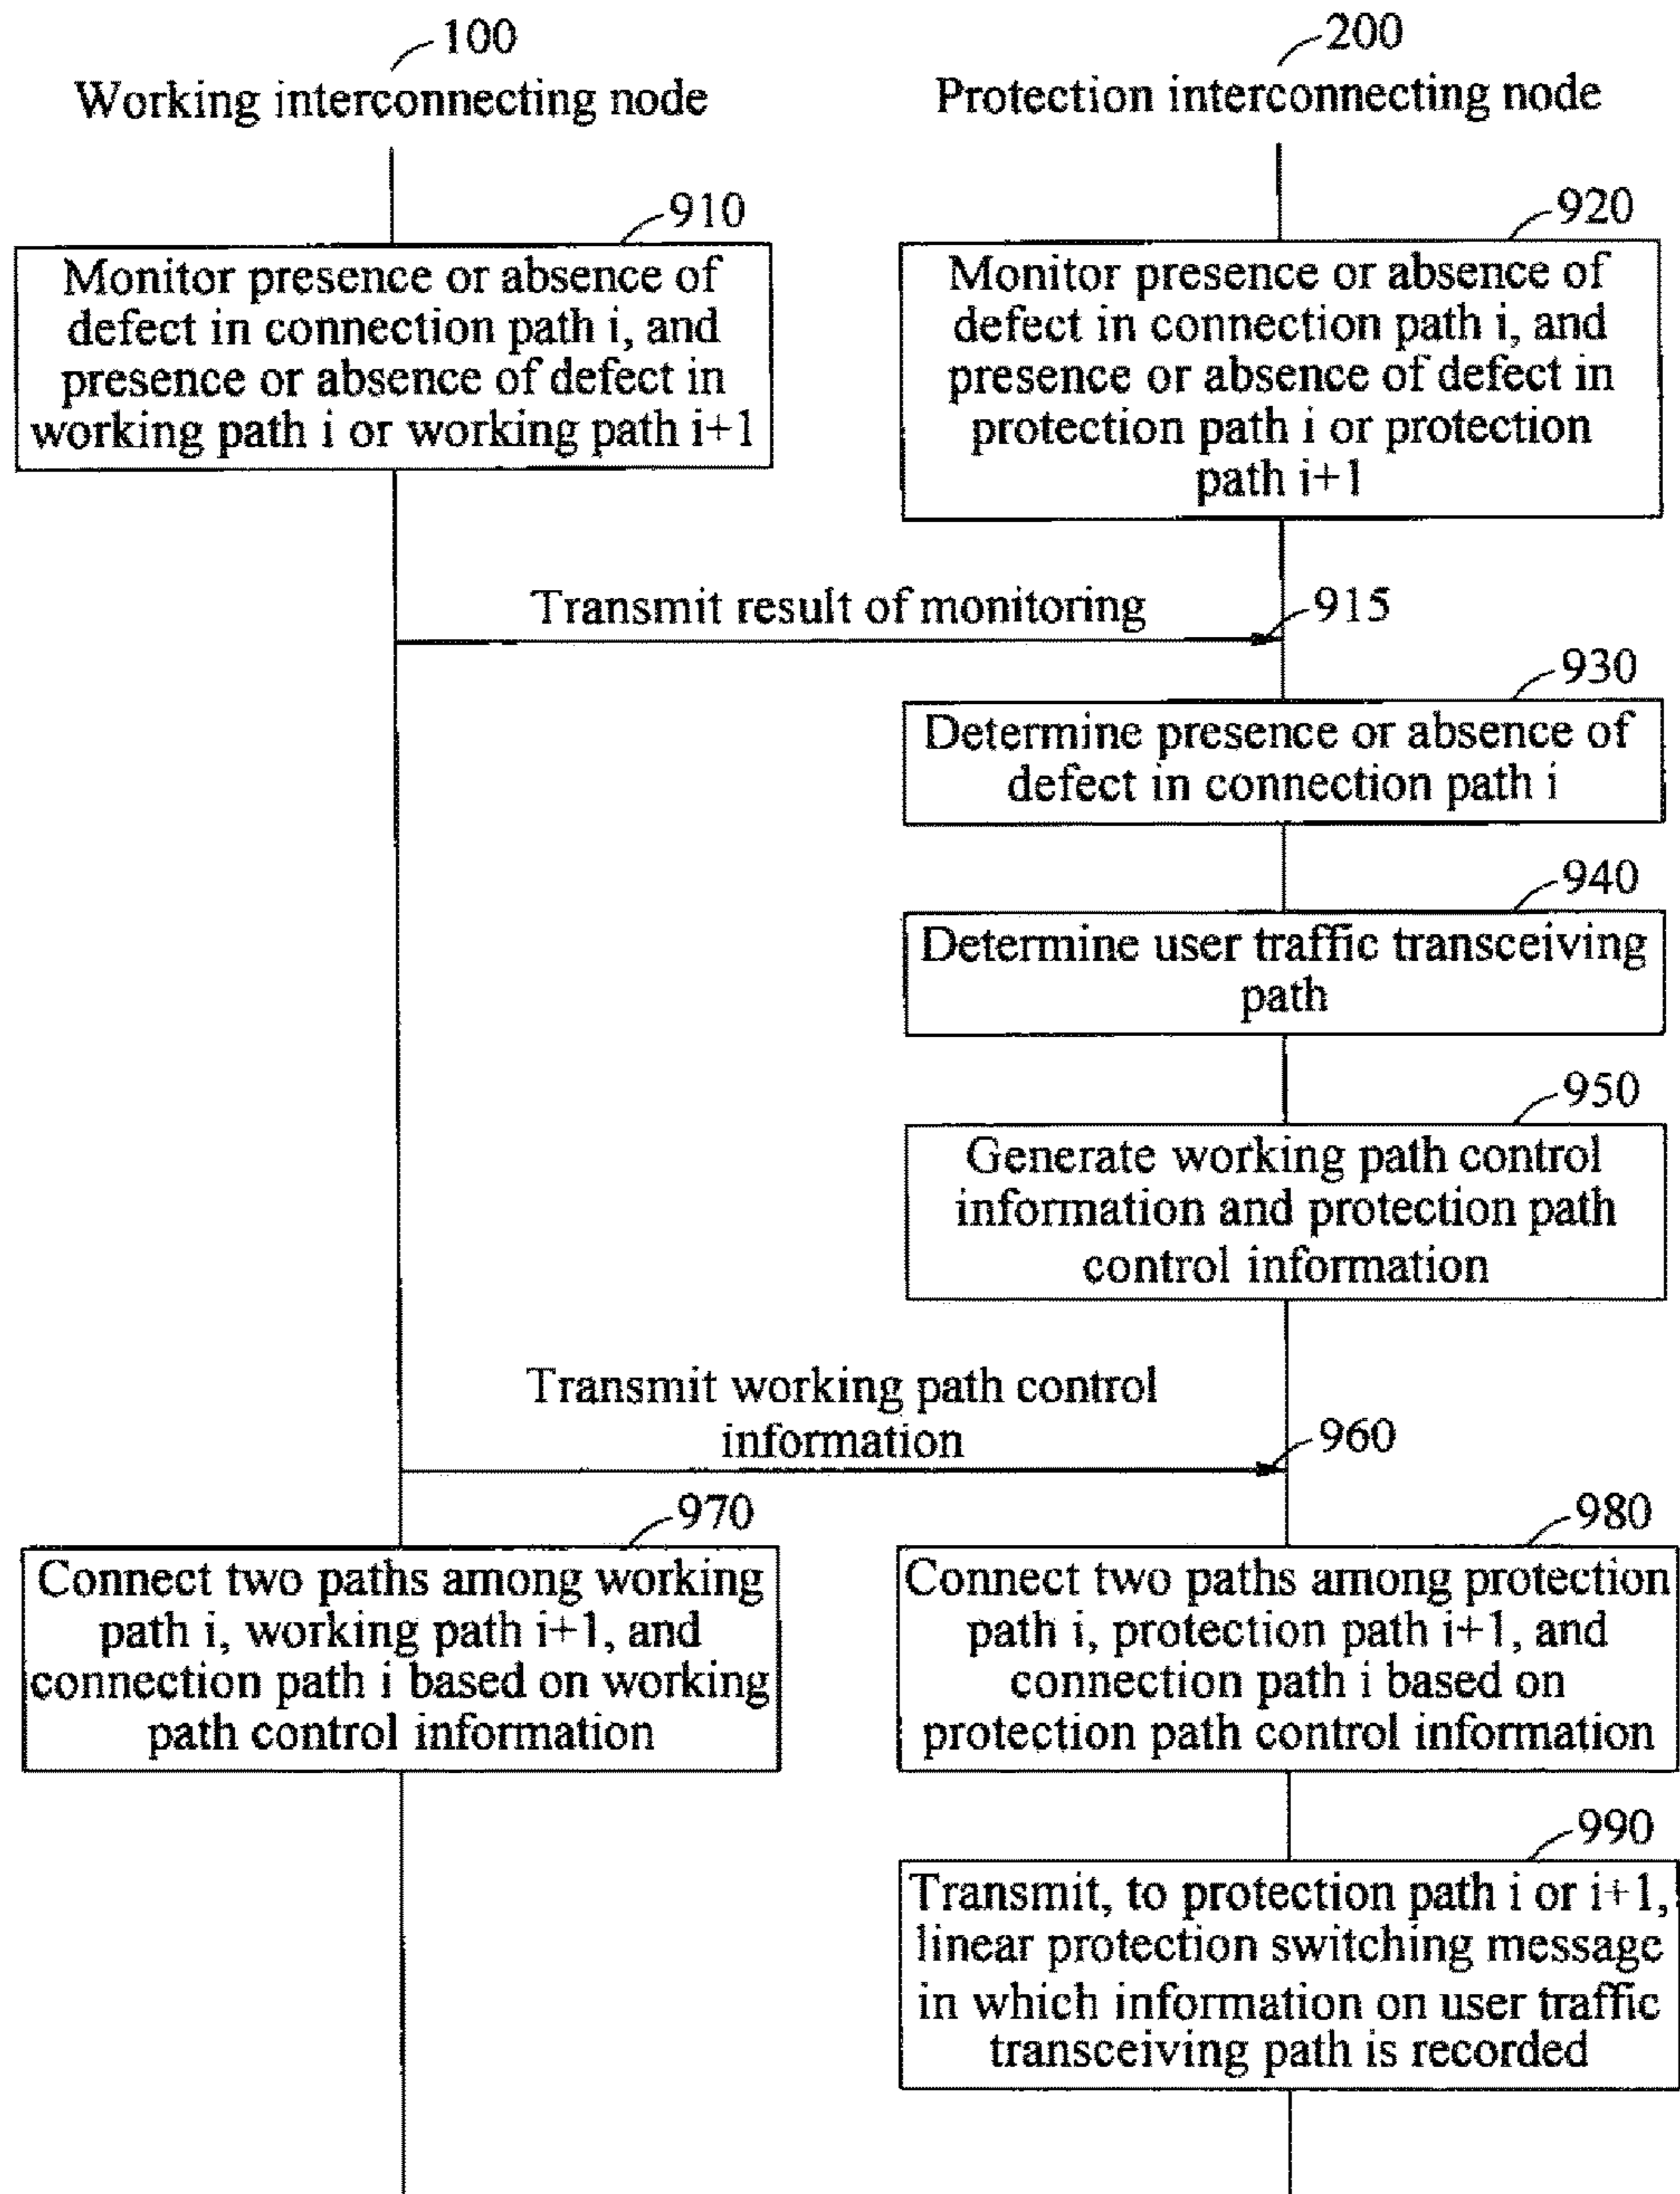 100
Working interconnecting node
200
Protection interconnecting node
910
Monitor presence or absence of
defect in connection path i, and
presence or absence of defect in
working path i or working path i+1
920
Monitor presence or absence of
defect in connection path i, and
presence or absence of defect in
protection path i or protection
path i+1
Transmit result of monitoring
915
930
Determine presence or absence of
defect in connection path i
940
Determine user traffic transceiving
path
950
Generate working path control
information and protection path
control information
Transmit working path control
information
960
970
Connect two paths among working
path i, working path i+1, and
connection path i based on working
path control information
980
Connect two paths among protection
path i, protection path i+1, and
connection path i based on
protection path control information
990
Transmit, to protection path i or i+1,
linear protection switching message
in which information on user traffic
transceiving path is recorded